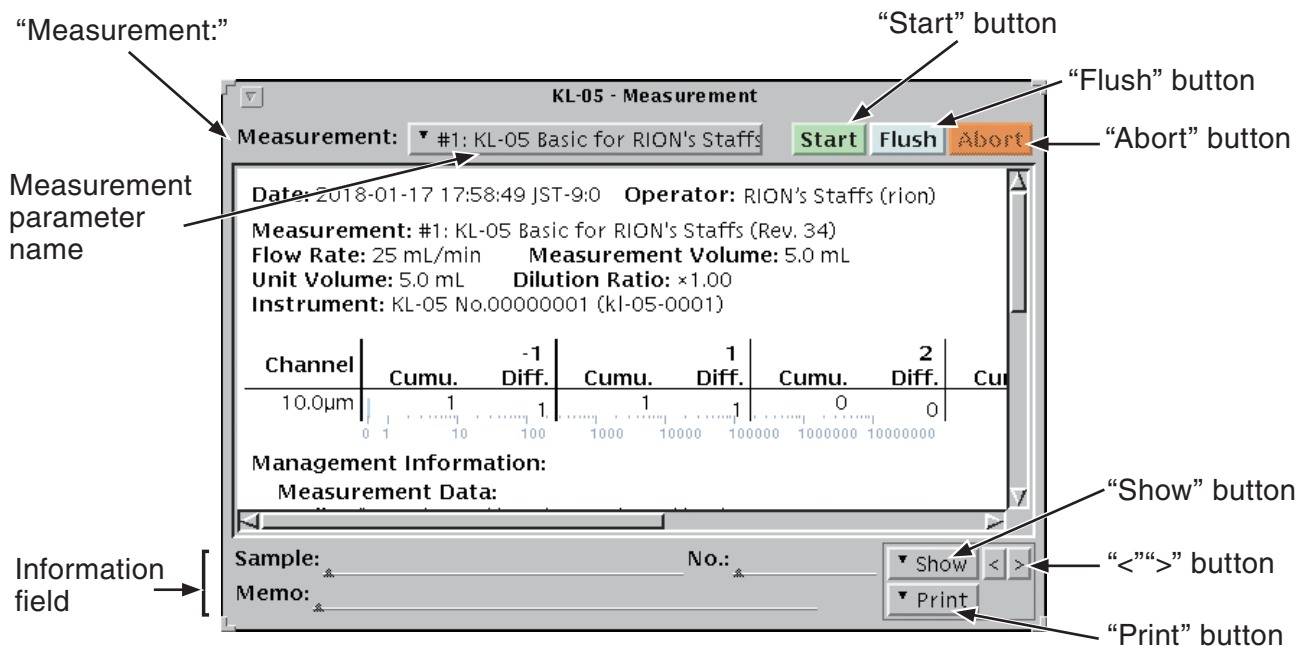 “Start” button
“Measurement:”
“Flush” button
KL-05 - Measurement
Measurement: #1: KL-05 Basic for RION's Staffs Start Flush Abort
“Abort” button
Measurement
parameter
name
Date: 2018-01-17 17:58:49 JST-9:0 Operator: RION's Staffs (rion)
Measurement: #1: KL-05 Basic for RION's Staffs (Rev. 34)
Flow Rate: 25 mL/min Measurement Volume: 5.0 mL
Unit Volume: 5.0 mL Dilution Ratio: ×1.00
Instrument: KL-05 No.00000001 (kl-05-0001)
-1 1 2
Channel Cumu. Diff. Cumu. Diff. Cumu. Diff.
10.0µm 1 1 1 1 0 0
0 1 10 100 1000 10000 100000 1000000 10000000
Management Information:
Measurement Data:
“Show” button
Sample: No.: Show < >
“<”“>” button
Information
field
Memo: Print
“Print” button